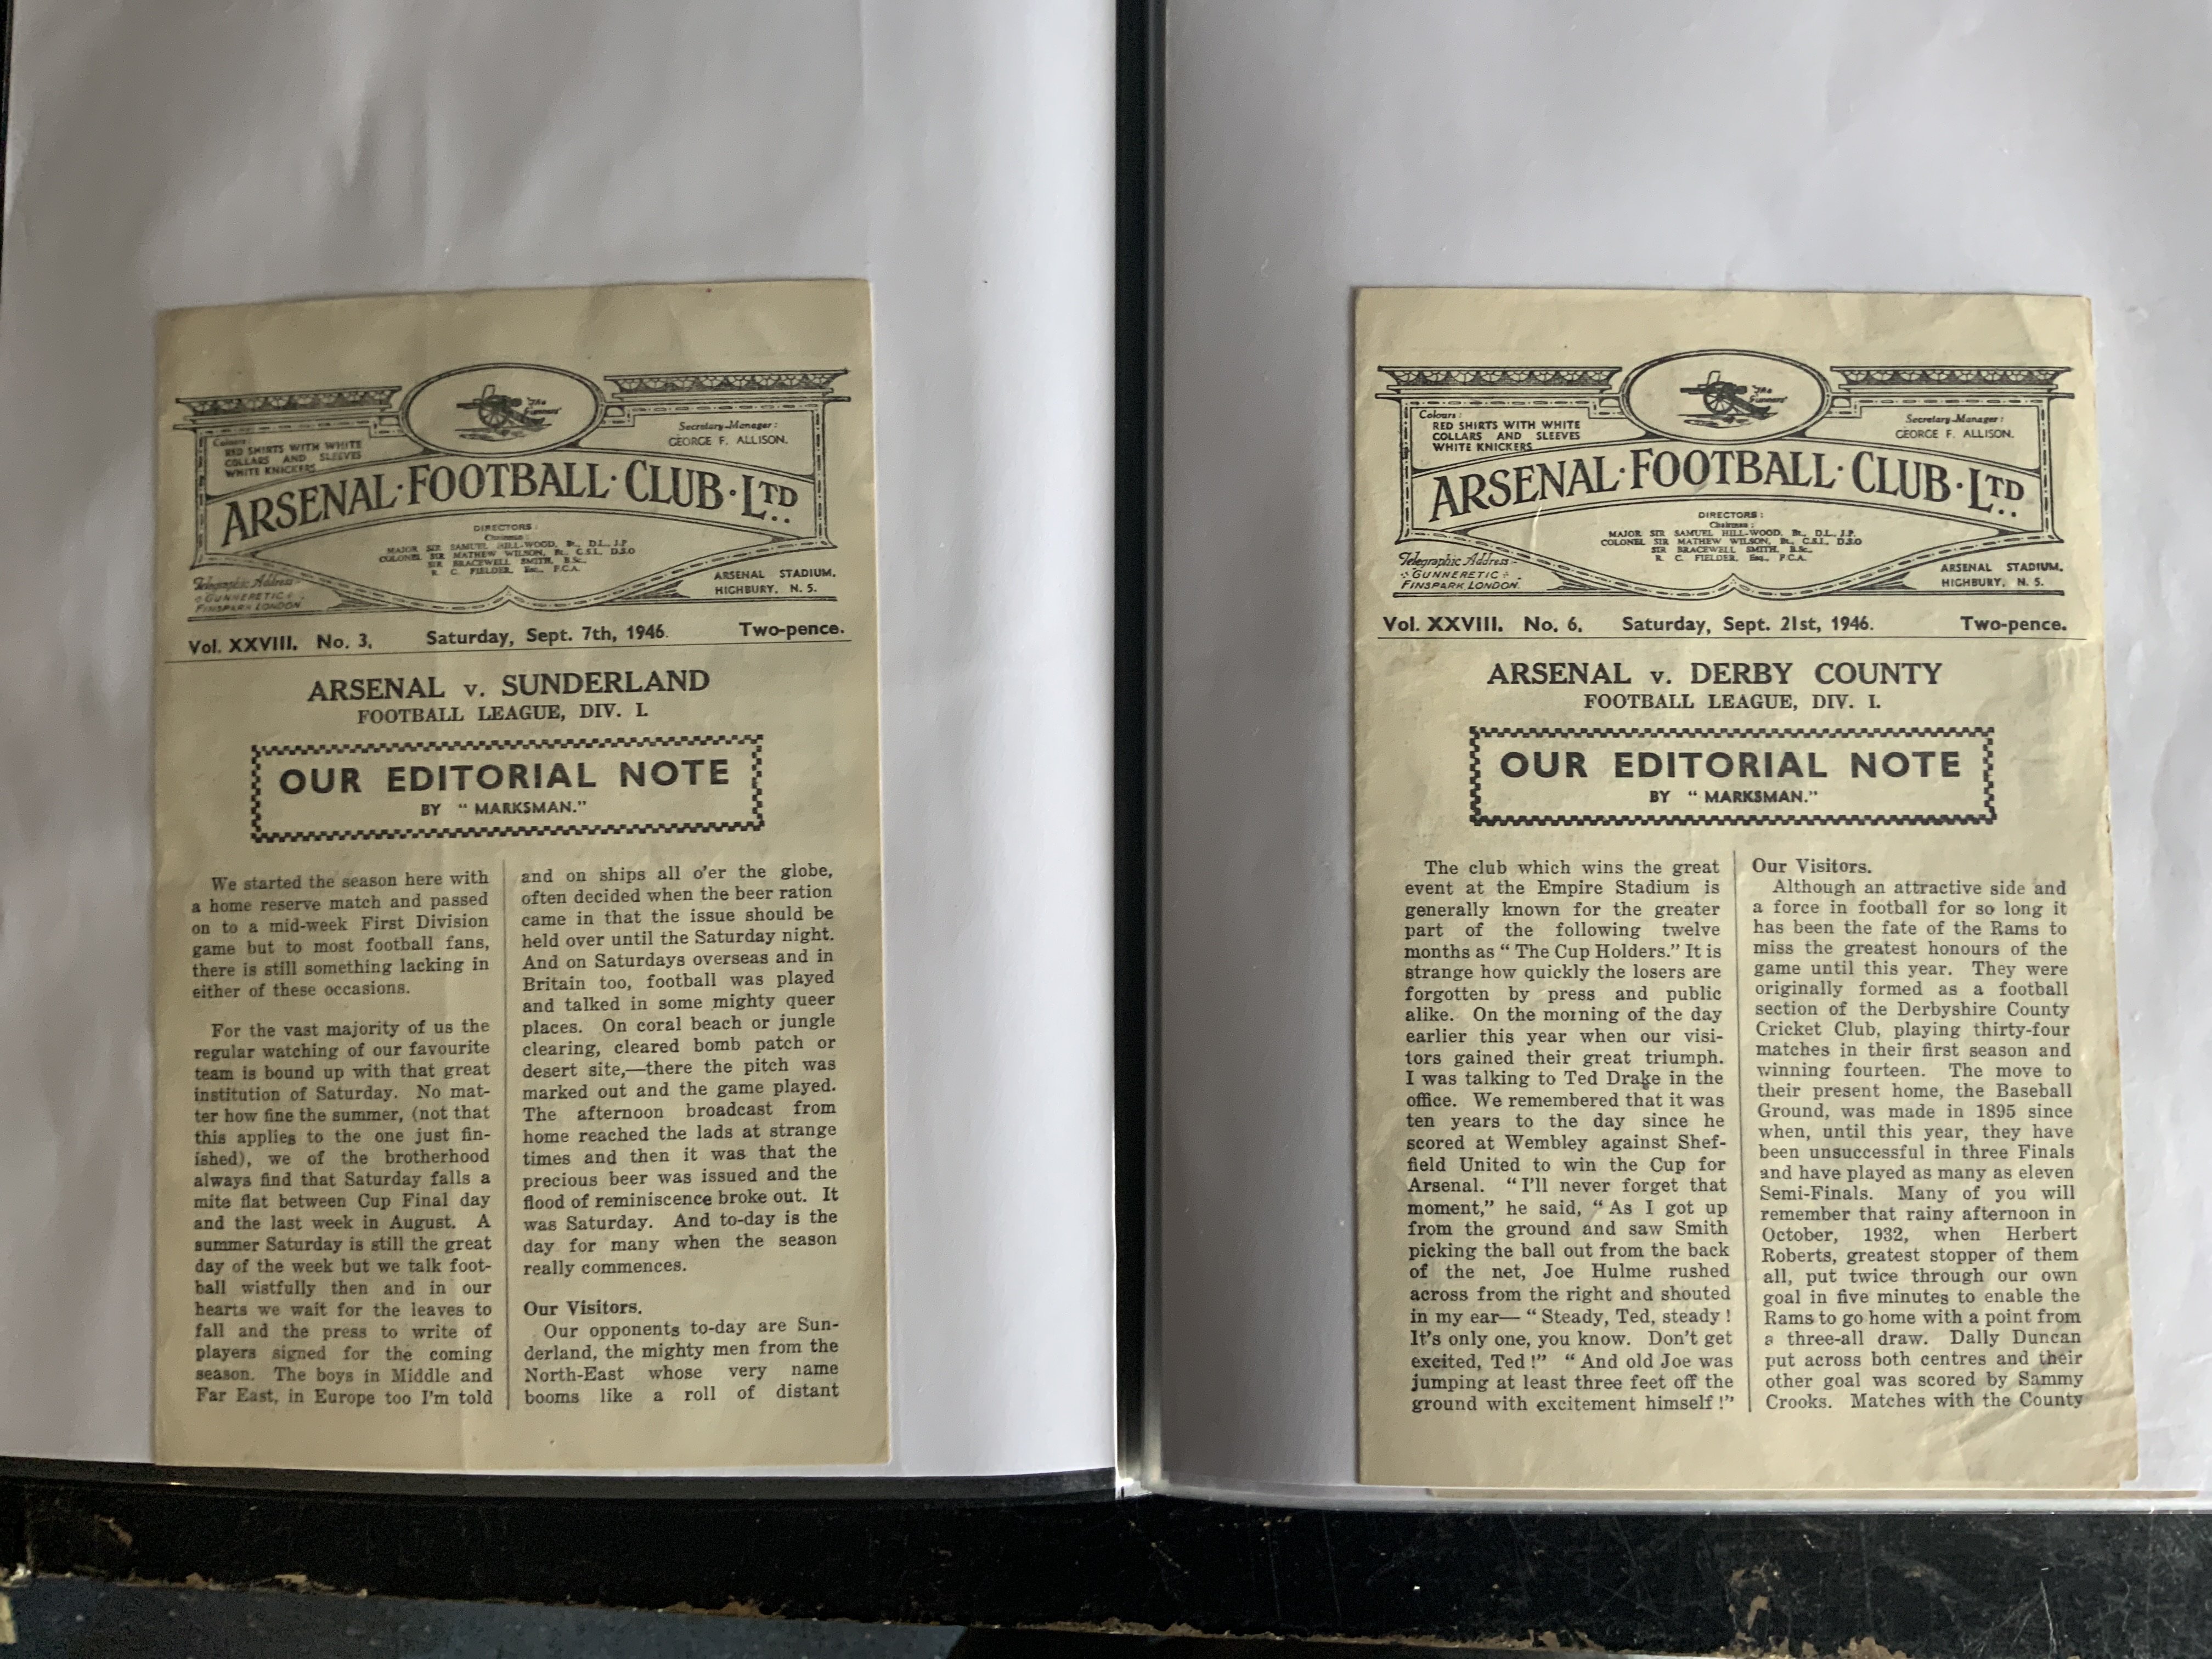 The Gunners
Colours:
RED SHIRTS WITH WHITE
COLLARS AND SLEEVES
WHITE KNICKERS
Secretary-Manager:
GEORGE F. ALLISON.
ARSENAL·FOOTBALL·CLUB·LTD.
DIRECTORS:
Chairman:
MAJOR SIR SAMUEL HILL-WOOD, Bt., D.L., J.P.
COLONEL SIR MATHEW WILSON, Bt., C.S.I., D.S.O
SIR BRACEWELL SMITH, B.Sc.,
R. C. FIELDER, Esq., F.C.A.
Telegraphic Address:-
GUNNERETIC
FINSPARK LONDON
ARSENAL STADIUM,
HIGHBURY, N. 5.
Vol. XXVIII. No. 3. Saturday, Sept. 7th, 1946. Two-pence.
ARSENAL v. SUNDERLAND
FOOTBALL LEAGUE, DIV. I.
OUR EDITORIAL NOTE
BY " MARKSMAN."
We started the season here with
a home reserve match and passed
on to a mid-week First Division
game but to most football fans,
there is still something lacking in
either of these occasions.
For the vast majority of us the
regular watching of our favourite
team is bound up with that great
institution of Saturday. No mat-
ter how fine the summer, (not that
this applies to the one just fin-
ished), we of the brotherhood
always find that Saturday falls a
mite flat between Cup Final day
and the last week in August. A
summer Saturday is still the great
day of the week but we talk foot-
ball wistfully then and in our
hearts we wait for the leaves to
fall and the press to write of
players signed for the coming
season. The boys in Middle and
Far East, in Europe too I'm told
and on ships all o'er the globe,
often decided when the beer ration
came in that the issue should be
held over until the Saturday night.
And on Saturdays overseas and in
Britain too, football was played
and talked in some mighty queer
places. On coral beach or jungle
clearing, cleared bomb patch or
desert site,—there the pitch was
marked out and the game played.
The afternoon broadcast from
home reached the lads at strange
times and then it was that the
precious beer was issued and the
flood of reminiscence broke out. It
was Saturday. And to-day is the
day for many when the season
really commences.
Our Visitors.
Our opponents to-day are Sun-
derland, the mighty men from the
North-East whose very name
booms like a roll of distant
The Gunners
Colours:
RED SHIRTS WITH WHITE
COLLARS AND SLEEVES
WHITE KNICKERS
Secretary-Manager:
GEORGE F. ALLISON.
ARSENAL·FOOTBALL·CLUB·LTD.
DIRECTORS:
Chairman:
MAJOR SIR SAMUEL HILL-WOOD, Bt., D.L., J.P.
COLONEL SIR MATHEW WILSON, Bt., C.S.I., D.S.O
SIR BRACEWELL SMITH, B.Sc.,
R. C. FIELDER, Esq., F.C.A.
Telegraphic Address:-
GUNNERETIC
FINSPARK, LONDON.
ARSENAL STADIUM,
HIGHBURY, N. 5.
Vol. XXVIII. No. 6. Saturday, Sept. 21st, 1946. Two-pence.
ARSENAL v. DERBY COUNTY
FOOTBALL LEAGUE, DIV. I.
OUR EDITORIAL NOTE
BY " MARKSMAN."
The club which wins the great
event at the Empire Stadium is
generally known for the greater
part of the following twelve
months as " The Cup Holders." It is
strange how quickly the losers are
forgotten by press and public
alike. On the morning of the day
earlier this year when our visi-
tors gained their great triumph.
I was talking to Ted Drake in the
office. We remembered that it was
ten years to the day since he
scored at Wembley against Shef-
field United to win the Cup for
Arsenal. "I'll never forget that
moment," he said, " As I got up
from the ground and saw Smith
picking the ball out from the back
of the net, Joe Hulme rushed
across from the right and shouted
in my ear— " Steady, Ted, steady !
It's only one, you know. Don't get
excited, Ted !" " And old Joe was
jumping at least three feet off the
ground with excitement himself !"
Our Visitors.
Although an attractive side and
a force in football for so long it
has been the fate of the Rams to
miss the greatest honours of the
game until this year. They were
originally formed as a football
section of the Derbyshire County
Cricket Club, playing thirty-four
matches in their first season and
winning fourteen. The move to
their present home, the Baseball
Ground, was made in 1895 since
when, until this year, they have
been unsuccessful in three Finals
and have played as many as eleven
Semi-Finals. Many of you will
remember that rainy afternoon in
October, 1932, when Herbert
Roberts, greatest stopper of them
all, put twice through our own
goal in five minutes to enable the
Rams to go home with a point from
a three-all draw. Dally Duncan
put across both centres and their
other goal was scored by Sammy
Crooks. Matches with the County